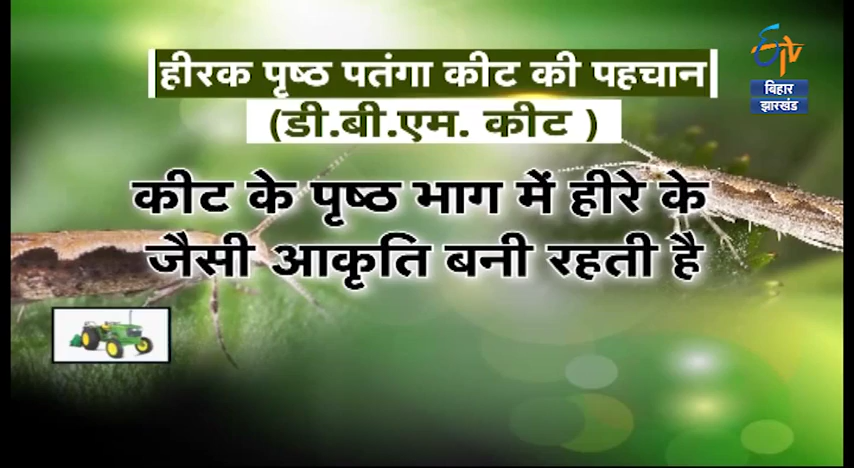 हीरक पृष्ठ पतंगा कीट की पहचान
(डी.बी.एम. कीट )
कीट के पृष्ठ भाग में हीरे के
जैसी आकृति बनी रहती है
ETV
बिहार
झारखंड